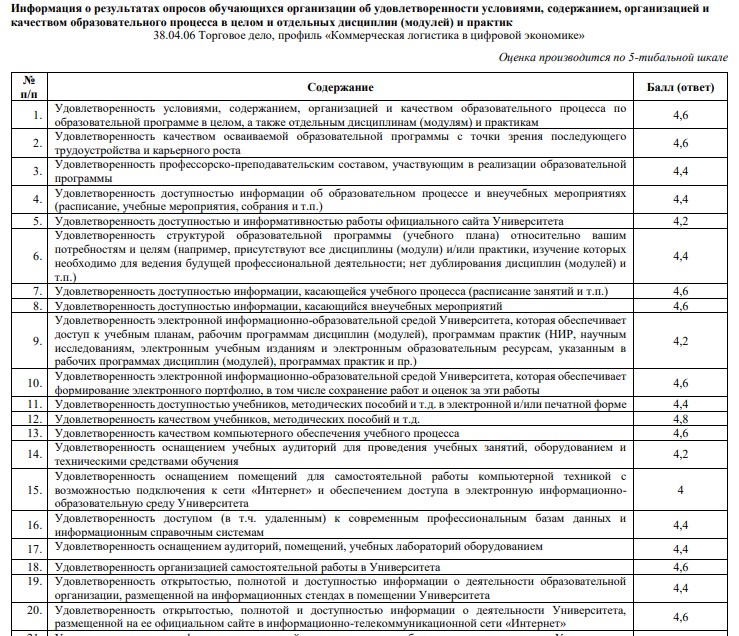 Информация о результатах опросов обучающихся организации об удовлетворенности условиями, содержанием, организацией и
качеством образовательного процесса в целом и отдельных дисциплин (модулей) и практик
38.04.06 Торговое дело, профиль «Коммерческая логистика в цифровой экономике»
Оценка производится по 5-тибальной шкале
№
п/п
Содержание
Балл (ответ)
1. Удовлетворенность условиями, содержанием, организацией и качеством образовательного процесса по
образовательной программе в целом, а также отдельным дисциплинам (модулям) и практикам
4,6
2. Удовлетворенность качеством осваиваемой образовательной программы с точки зрения последующего
трудоустройства и карьерного роста
4,6
3. Удовлетворенность профессорско-преподавательским составом, участвующим в реализации образовательной
программы
4,4
4. Удовлетворенность доступностью информации об образовательном процессе и внеучебных мероприятиях
(расписание, учебные мероприятия, собрания и т.п.)
4,4
5. Удовлетворенность доступностью и информативностью работы официального сайта Университета 4,2
6. Удовлетворенность структурой образовательной программы (учебного плана) относительно вашим
потребностям и целям (например, присутствуют все дисциплины (модули) и/или практики, изучение которых
необходимо для ведения будущей профессиональной деятельности; нет дублирования дисциплин (модулей) и
т.п.)
4,4
7. Удовлетворенность доступностью информации, касающейся учебного процесса (расписание занятий и т.п.) 4,6
8. Удовлетворенность доступностью информации, касающийся внеучебных мероприятий 4,6
9. Удовлетворенность электронной информационно-образовательной средой Университета, которая обеспечивает
доступ к учебным планам, рабочим программам дисциплин (модулей), программам практик (НИР, научным
исследованиям, электронным учебным изданиям и электронным образовательным ресурсам, указанным в
рабочих программах дисциплин (модулей), программах практик и пр.)
4,2
10. Удовлетворенность электронной информационно-образовательной средой Университета, которая обеспечивает
формирование электронного портфолио, в том числе сохранение работ и оценок за эти работы
4,6
11. Удовлетворенность доступностью учебников, методических пособий и т.д. в электронной и/или печатной форме 4,4
12. Удовлетворенность качеством учебников, методических пособий и т.д. 4,8
13. Удовлетворенность качеством компьютерного обеспечения учебного процесса 4,6
14. Удовлетворенность оснащением учебных аудиторий для проведения учебных занятий, оборудованием и
техническими средствами обучения
4,2
15. Удовлетворенность оснащением помещений для самостоятельной работы компьютерной техникой с
возможностью подключения к сети «Интернет» и обеспечением доступа в электронную информационно-
образовательную среду Университета
4
16. Удовлетворенность доступом (в т.ч. удаленным) к современным профессиональным базам данных и
информационным справочным системам
4,4
17. Удовлетворенность оснащением аудиторий, помещений, учебных лабораторий оборудованием 4,4
18. Удовлетворенность организацией самостоятельной работы в Университета 4,6
19. Удовлетворенность открытостью, полнотой и доступностью информации о деятельности образовательной
организации, размещенной на информационных стендах в помещении Университета
4,4
20. Удовлетворенность открытостью, полнотой и доступностью информации о деятельности Университета,
размещенной на ее официальном сайте в информационно-телекоммуникационной сети «Интернет»
4,6